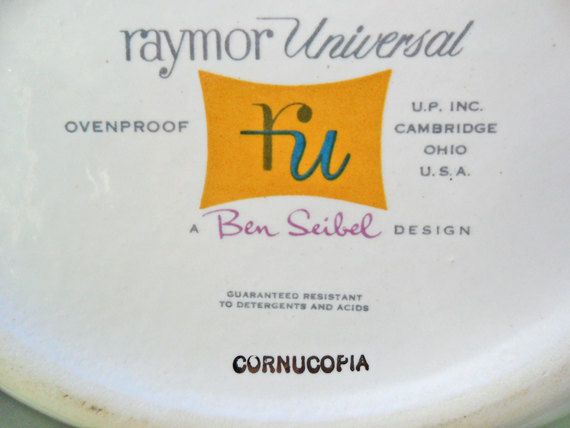 raymor Universal
OVENPROOF
ru
U.P. INC.
CAMBRIDGE
OHIO
U.S.A.
A Ben Seibel DESIGN
GUARANTEED RESISTANT
TO DETERGENTS AND ACIDS
CORNUCOPIA